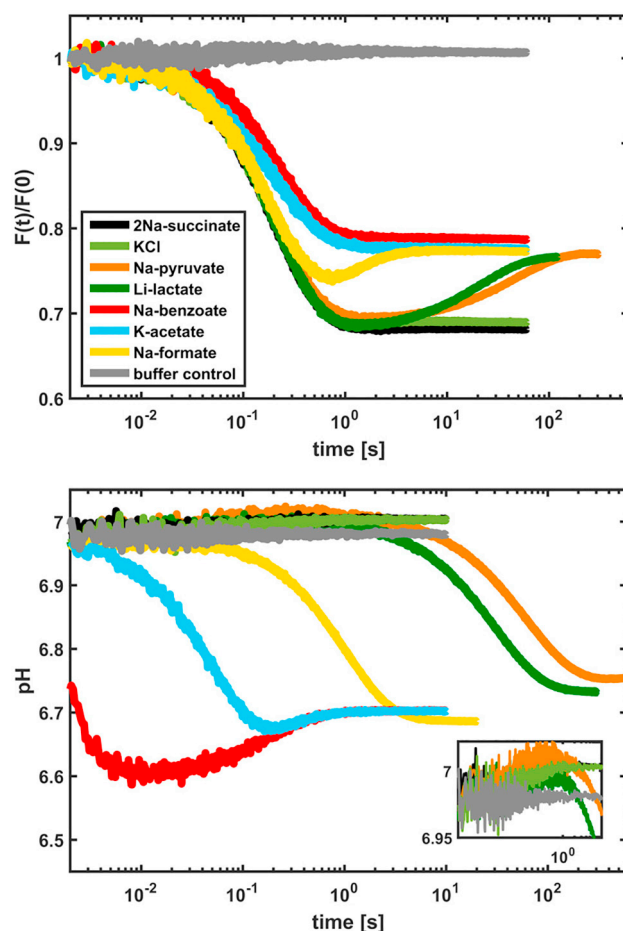 1
0.9
0.8
0.7
0.6
F(t)/F(0)
2Na-succinate
KCl
Na-pyruvate
Li-lactate
Na-benzoate
K-acetate
Na-formate
buffer control
10⁻² 10⁻¹ 10⁰ 10¹ 10²
time [s]
7
6.9
6.8
6.7
6.6
6.5
pH
7
6.95
10⁰
10⁻² 10⁻¹ 10⁰ 10¹ 10²
time [s]